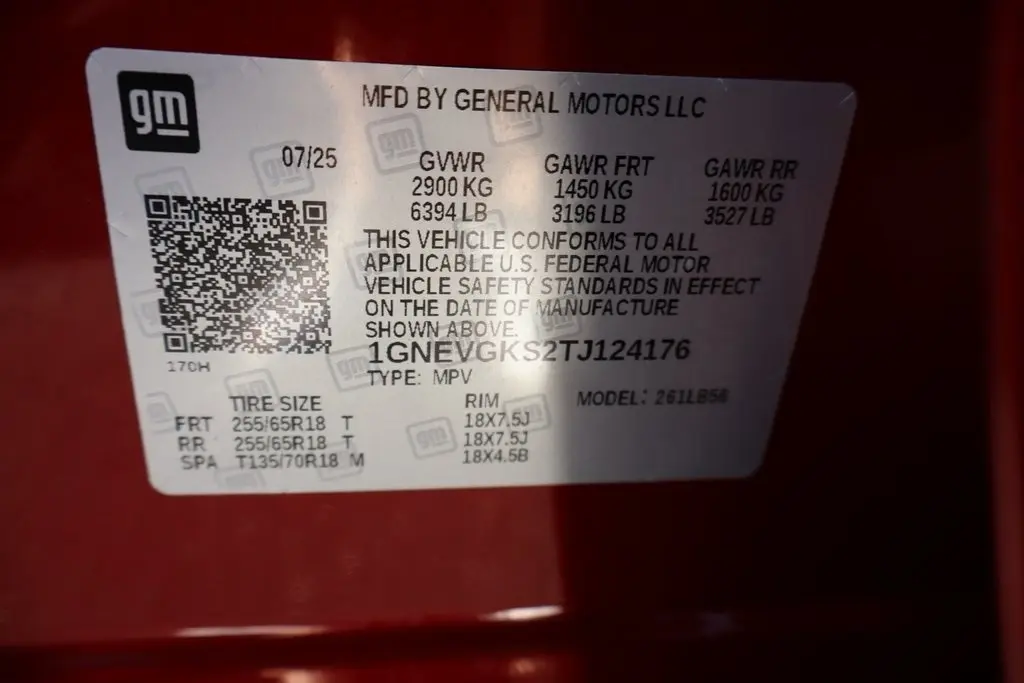 gm
MFD BY GENERAL MOTORS LLC
07/25 GVWR GAWR FRT GAWR RR
2900 KG 1450 KG 1600 KG
6394 LB 3196 LB 3527 LB
THIS VEHICLE CONFORMS TO ALL
APPLICABLE U.S. FEDERAL MOTOR
VEHICLE SAFETY STANDARDS IN EFFECT
ON THE DATE OF MANUFACTURE
SHOWN ABOVE.
1GNEVGKS2TJ124176
170H
TYPE: MPV
TIRE SIZE RIM MODEL: 261LB56
FRT 255/65R18 T 18X7.5J
RR 255/65R18 T 18X7.5J
SPA T135/70R18 M 18X4.5B